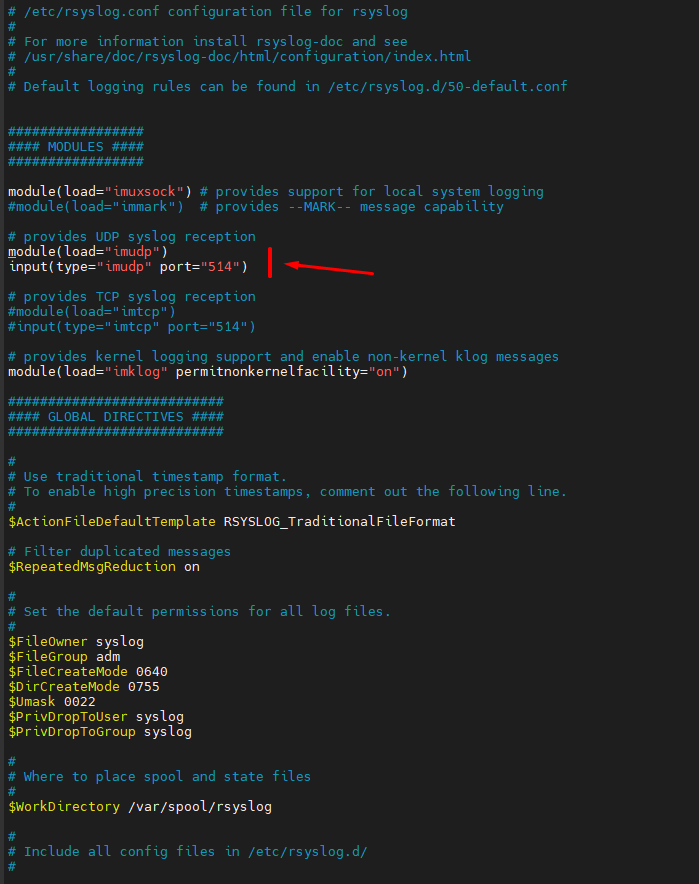 # /etc/rsyslog.conf configuration file for rsyslog
#
# For more information install rsyslog-doc and see
# /usr/share/doc/rsyslog-doc/html/configuration/index.html
#
# Default logging rules can be found in /etc/rsyslog.d/50-default.conf
#################
#### MODULES ####
#################
module(load="imuxsock") # provides support for local system logging
#module(load="immark")  # provides --MARK-- message capability
# provides UDP syslog reception
module(load="imudp")
input(type="imudp" port="514")
# provides TCP syslog reception
#module(load="imtcp")
#input(type="imtcp" port="514")
# provides kernel logging support and enable non-kernel klog messages
module(load="imklog" permitnonkernelfacility="on")
###########################
#### GLOBAL DIRECTIVES ####
###########################
#
# Use traditional timestamp format.
# To enable high precision timestamps, comment out the following line.
#
$ActionFileDefaultTemplate RSYSLOG_TraditionalFileFormat
# Filter duplicated messages
$RepeatedMsgReduction on
#
# Set the default permissions for all log files.
#
$FileOwner syslog
$FileGroup adm
$FileCreateMode 0640
$DirCreateMode 0755
$Umask 0022
$PrivDropToUser syslog
$PrivDropToGroup syslog
#
# Where to place spool and state files
#
$WorkDirectory /var/spool/rsyslog
#
# Include all config files in /etc/rsyslog.d/
#